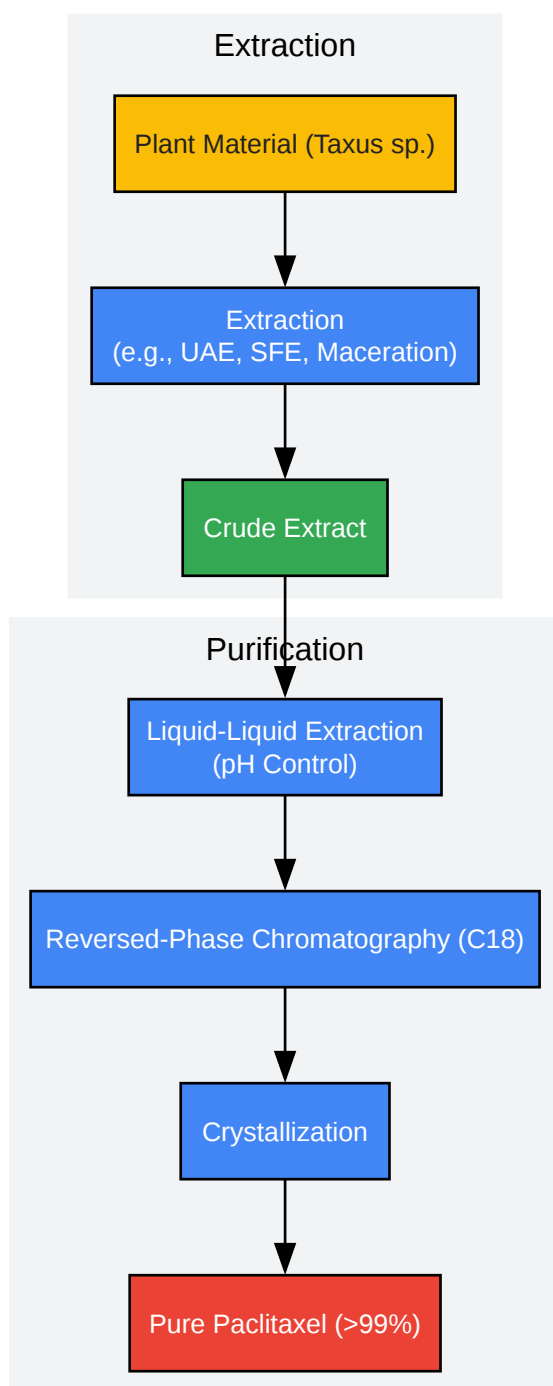 Extraction
Plant Material (Taxus sp.)
Extraction
(e.g., UAE, SFE, Maceration)
Crude Extract
Purification
Liquid-Liquid Extraction
(pH Control)
Reversed-Phase Chromatography (C18)
Crystallization
Pure Paclitaxel (>99%)